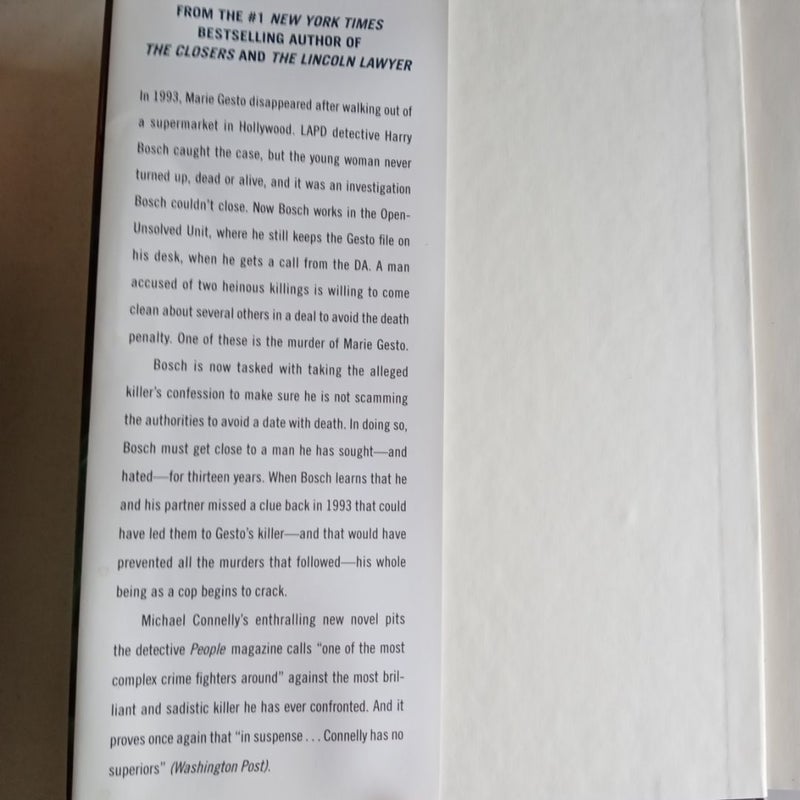 FROM THE #1 NEW YORK TIMES
BESTSELLING AUTHOR OF
THE CLOSERS AND THE LINCOLN LAWYER
In 1993, Marie Gesto disappeared after walking out of
a supermarket in Hollywood. LAPD detective Harry
Bosch caught the case, but the young woman never
turned up, dead or alive, and it was an investigation
Bosch couldn't close. Now Bosch works in the Open-
Unsolved Unit, where he still keeps the Gesto file on
his desk, when he gets a call from the DA. A man
accused of two heinous killings is willing to come
clean about several others in a deal to avoid the death
penalty. One of these is the murder of Marie Gesto.
Bosch is now tasked with taking the alleged
killer's confession to make sure he is not scamming
the authorities to avoid a date with death. In doing so,
Bosch must get close to a man he has sought—and
hated—for thirteen years. When Bosch learns that he
and his partner missed a clue back in 1993 that could
have led them to Gesto's killer—and that would have
prevented all the murders that followed—his whole
being as a cop begins to crack.
Michael Connelly's enthralling new novel pits
the detective People magazine calls "one of the most
complex crime fighters around" against the most bril-
liant and sadistic killer he has ever confronted. And it
proves once again that "in suspense . . . Connelly has no
superiors" (Washington Post).